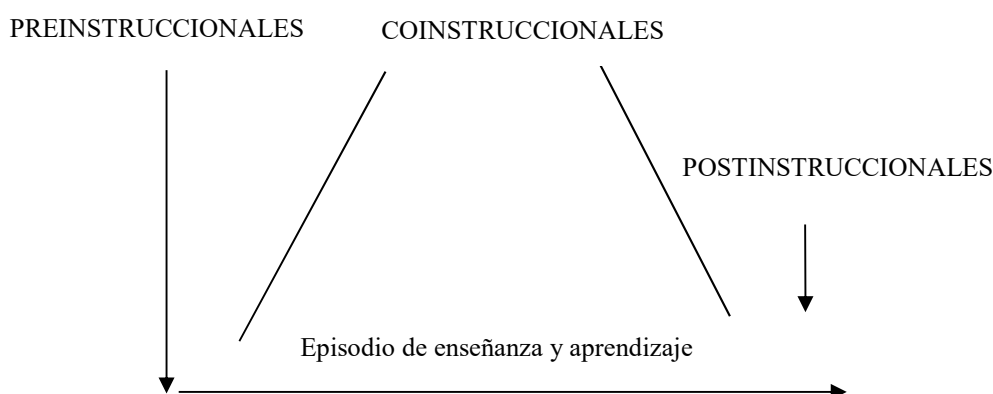 PREINSTRUCCIONALES
COINSTRUCCIONALES
POSTINSTRUCCIONALES
Episodio de enseñanza y aprendizaje